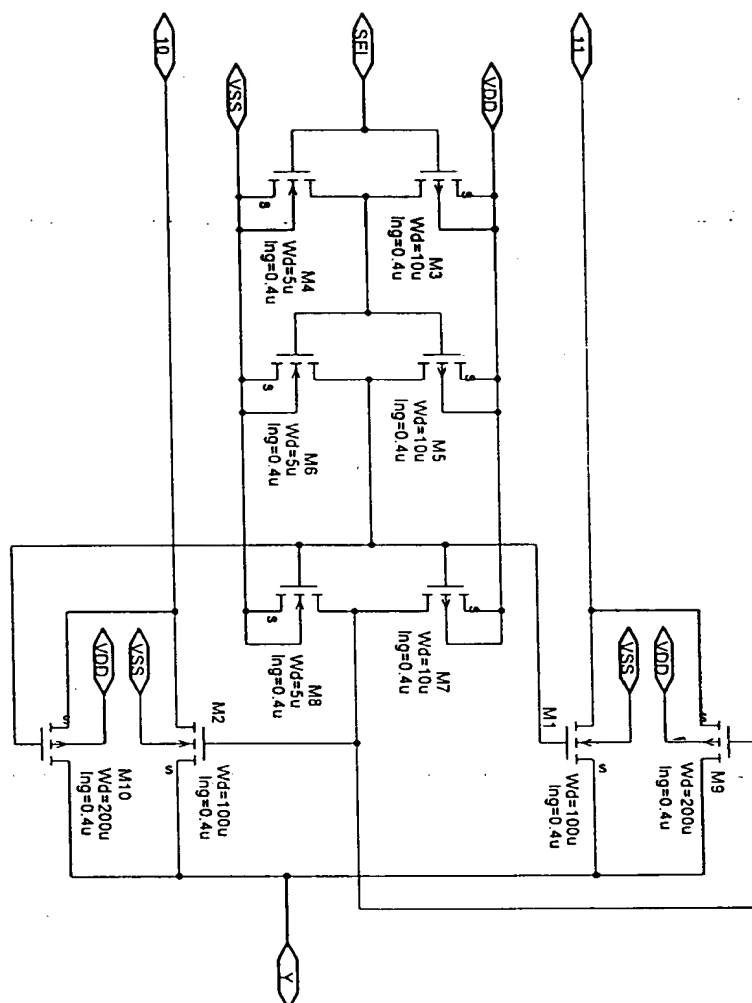 11
VDD
VSS
M9
Wd=200u
lng=0.4u
M1
Wd=100u
lng=0.4u
VDD
S
M3
Wd=10u
lng=0.4u
S
M5
Wd=10u
lng=0.4u
S
M7
Wd=10u
lng=0.4u
S
S
SEL
Y
VSS
S
M4
Wd=5u
lng=0.4u
S
M6
Wd=5u
lng=0.4u
S
M8
Wd=5u
lng=0.4u
10
M2
Wd=100u
lng=0.4u
S
VSS
VDD
S
M10
Wd=200u
lng=0.4u